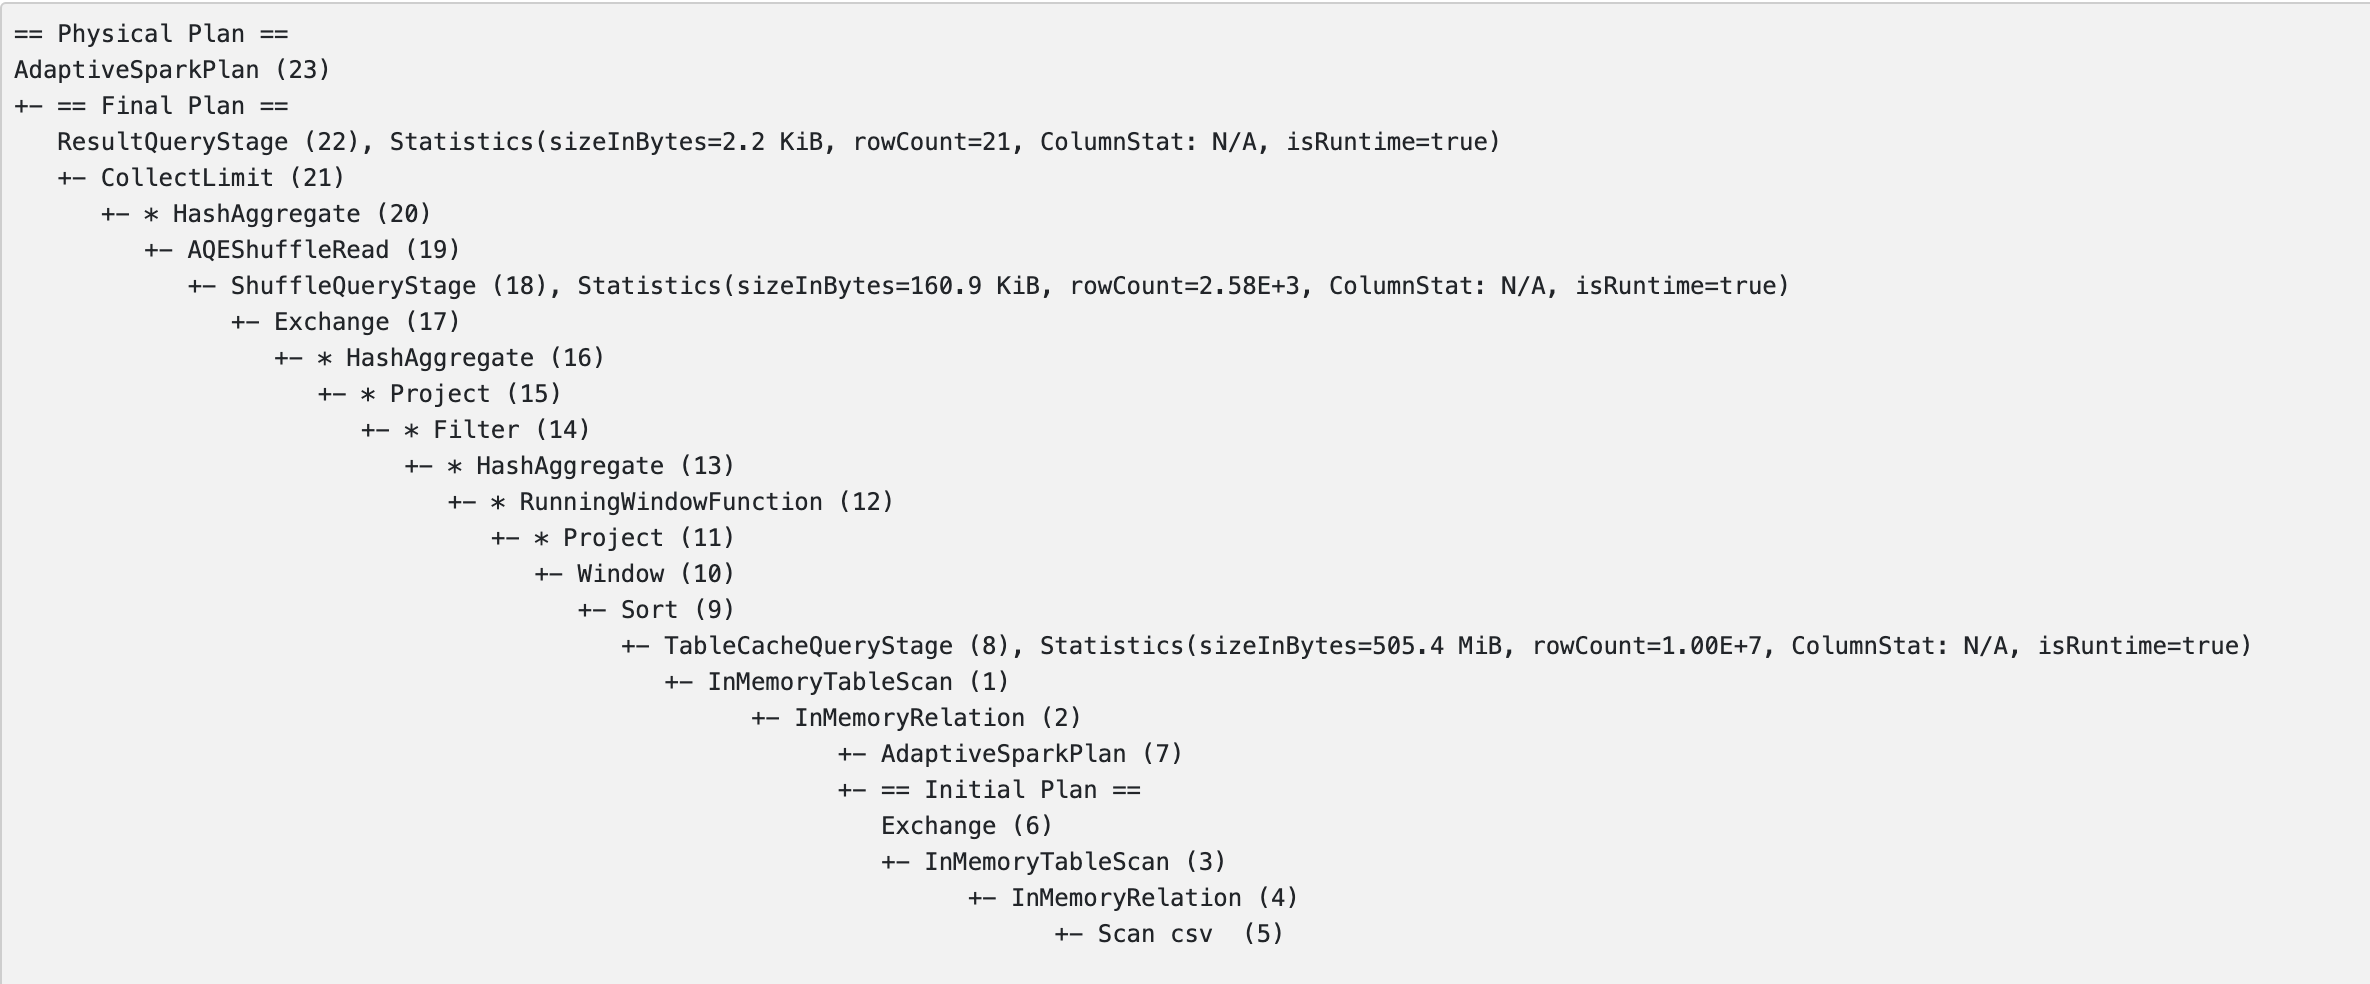 == Physical Plan ==
AdaptiveSparkPlan (23)
+- == Final Plan ==
   ResultQueryStage (22), Statistics(sizeInBytes=2.2 KiB, rowCount=21, ColumnStat: N/A, isRuntime=true)
   +- CollectLimit (21)
      +- * HashAggregate (20)
         +- AQEShuffleRead (19)
            +- ShuffleQueryStage (18), Statistics(sizeInBytes=160.9 KiB, rowCount=2.58E+3, ColumnStat: N/A, isRuntime=true)
               +- Exchange (17)
                  +- * HashAggregate (16)
                     +- * Project (15)
                        +- * Filter (14)
                           +- * HashAggregate (13)
                              +- * RunningWindowFunction (12)
                                 +- * Project (11)
                                    +- Window (10)
                                       +- Sort (9)
                                          +- TableCacheQueryStage (8), Statistics(sizeInBytes=505.4 MiB, rowCount=1.00E+7, ColumnStat: N/A, isRuntime=true)
                                             +- InMemoryTableScan (1)
                                                   +- InMemoryRelation (2)
                                                         +- AdaptiveSparkPlan (7)
                                                         +- == Initial Plan ==
                                                            Exchange (6)
                                                            +- InMemoryTableScan (3)
                                                                  +- InMemoryRelation (4)
                                                                        +- Scan csv  (5)